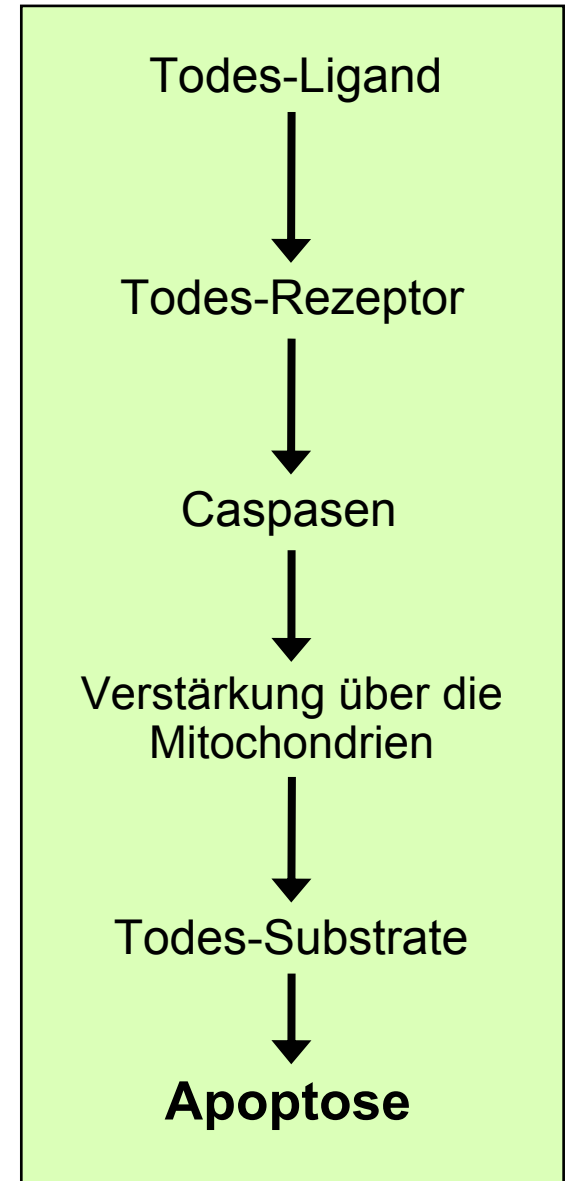 Todes-Ligand
Todes-Rezeptor
Caspasen
Verstärkung über die
Mitochondrien
Todes-Substrate
Apoptose